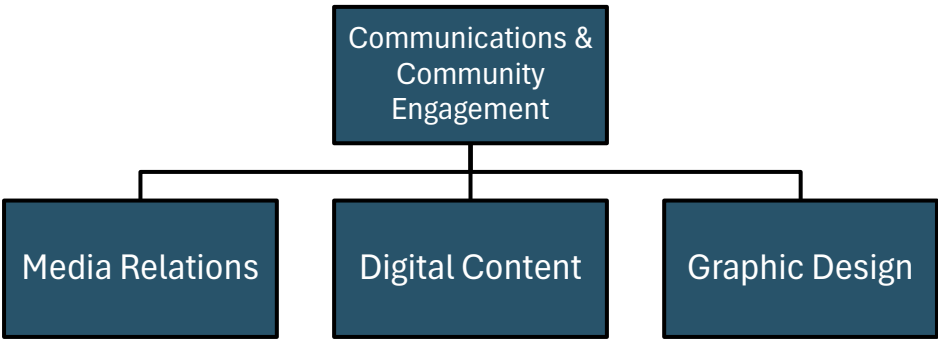 Communications &
Community
Engagement
Media Relations
Digital Content
Graphic Design